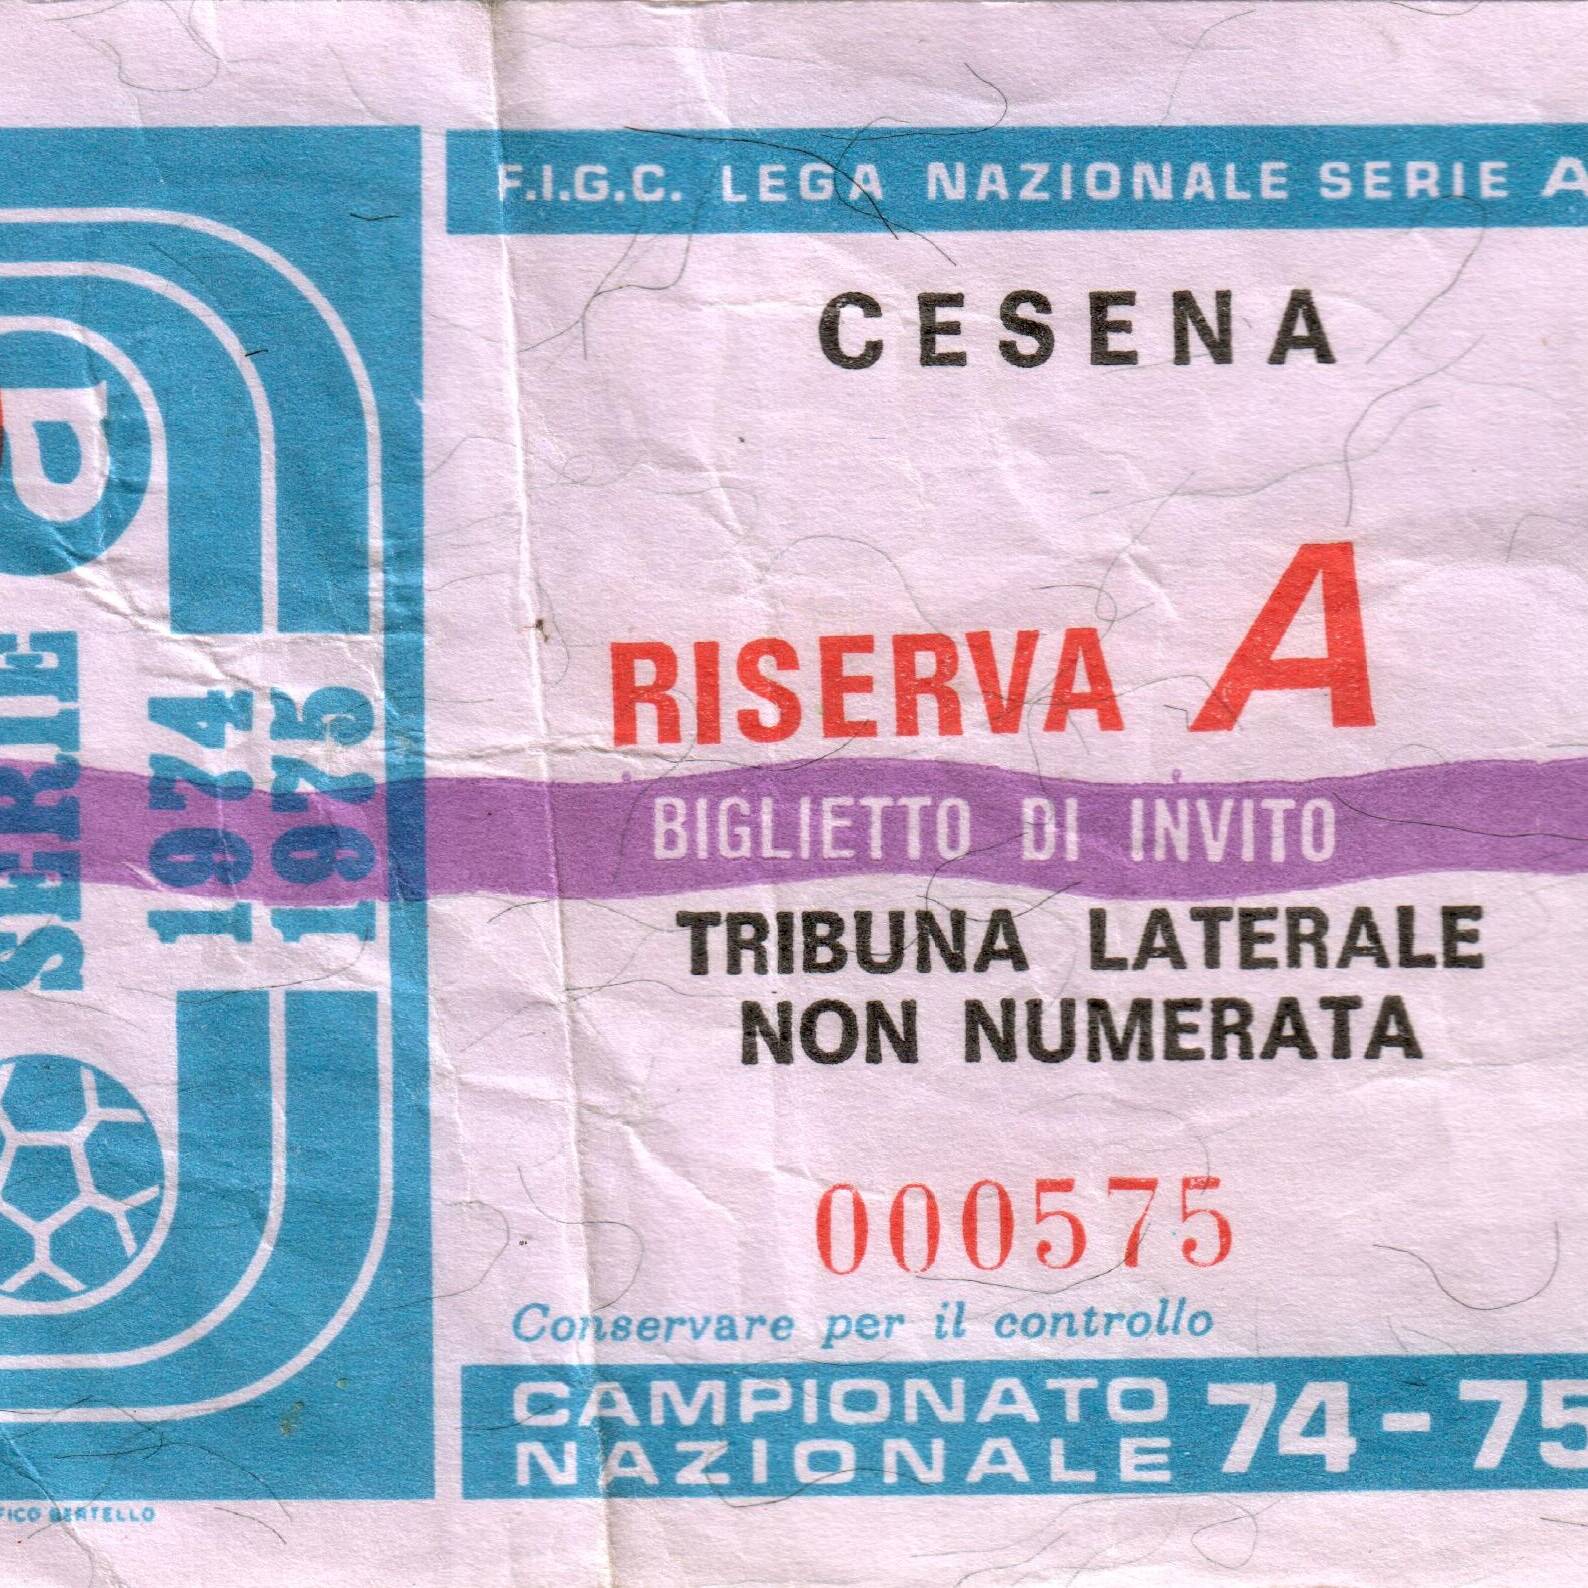 F.I.G.C. LEGA NAZIONALE SERIE A
CESENA
RISERVA A
BIGLIETTO DI INVITO
TRIBUNA LATERALE
NON NUMERATA
000575
Conservare per il controllo
CAMPIONATO
NAZIONALE 74-75
SERIE a
1974
1975
BERTELLO